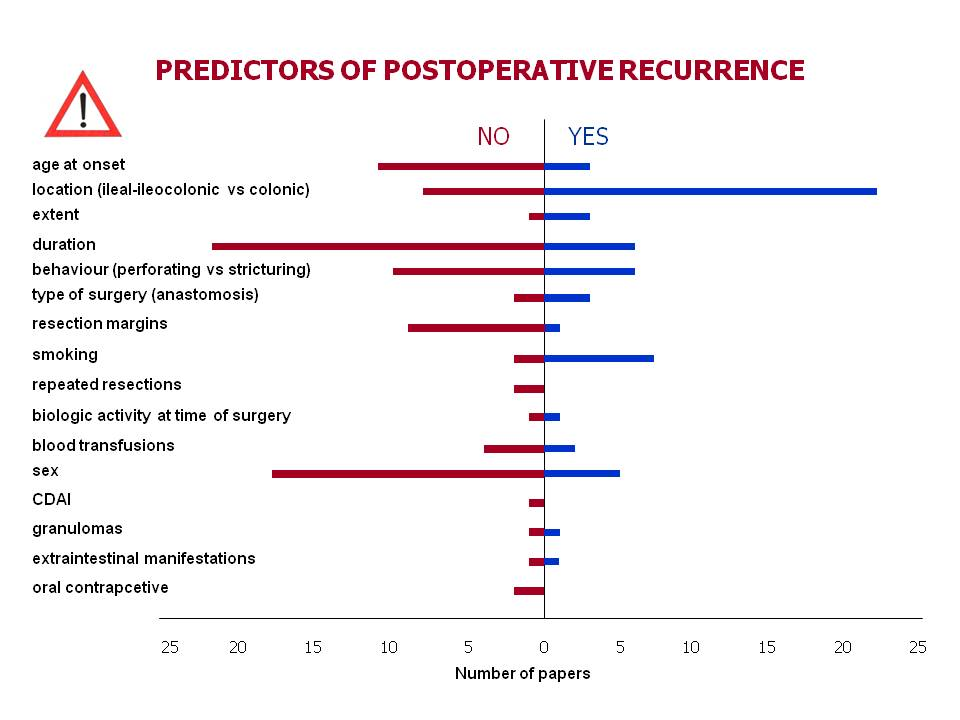 PREDICTORS OF POSTOPERATIVE RECURRENCE
!
NO YES
age at onset
location (ileal-ileocolonic vs colonic)
extent
duration
behaviour (perforating vs stricturing)
type of surgery (anastomosis)
resection margins
smoking
repeated resections
biologic activity at time of surgery
blood transfusions
sex
CDAI
granulomas
extraintestinal manifestations
oral contrapcetive
25 20 15 10 5 0 5 10 15 20 25
Number of papers